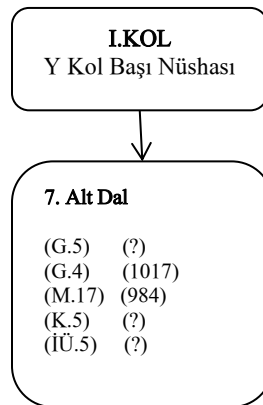 I.KOL
Y Kol Başı Nüshası
7. Alt Dal
(G.5) (?)
(G.4) (1017)
(M.17) (984)
(K.5) (?)
(İÜ.5) (?)